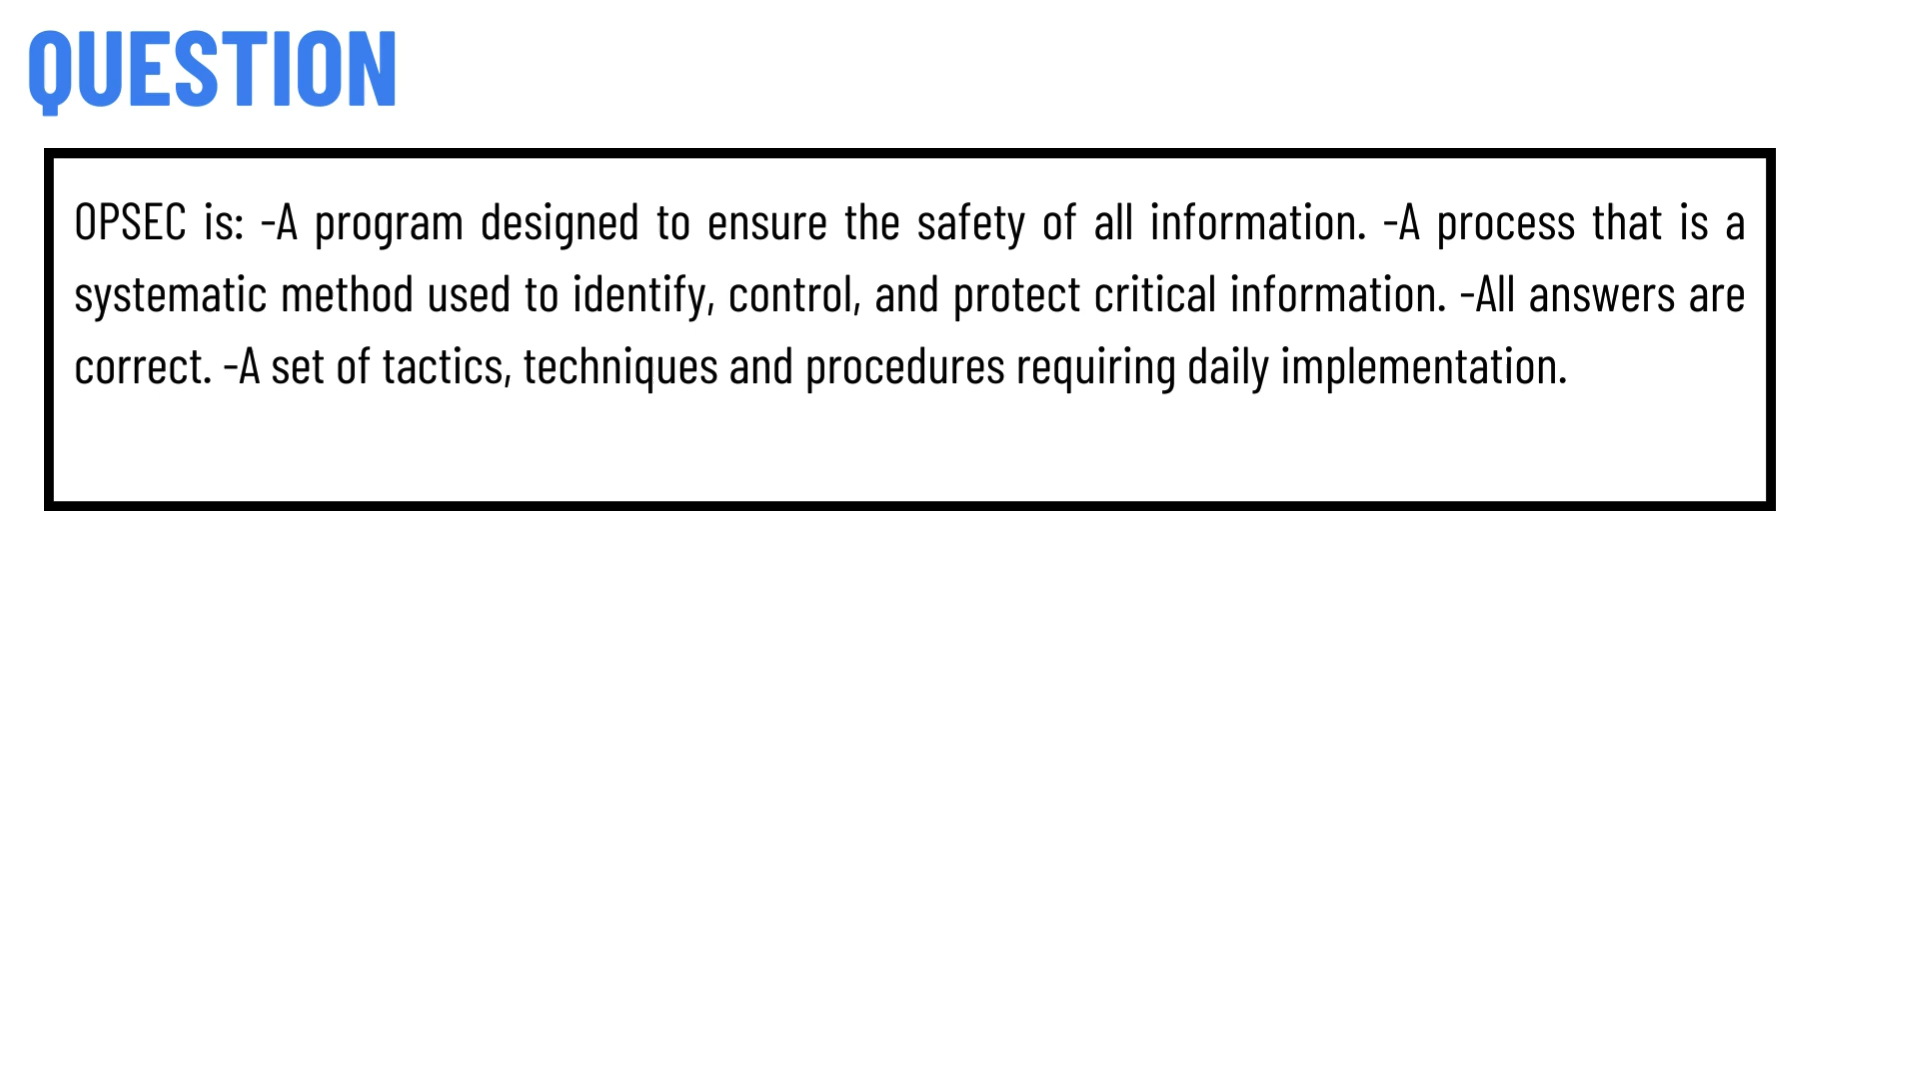 QUESTION
OPSEC is: -A program designed to ensure the safety of all information. -A process that is a
systematic method used to identify, control, and protect critical information. -All answers are
correct. -A set of tactics, techniques and procedures requiring daily implementation.